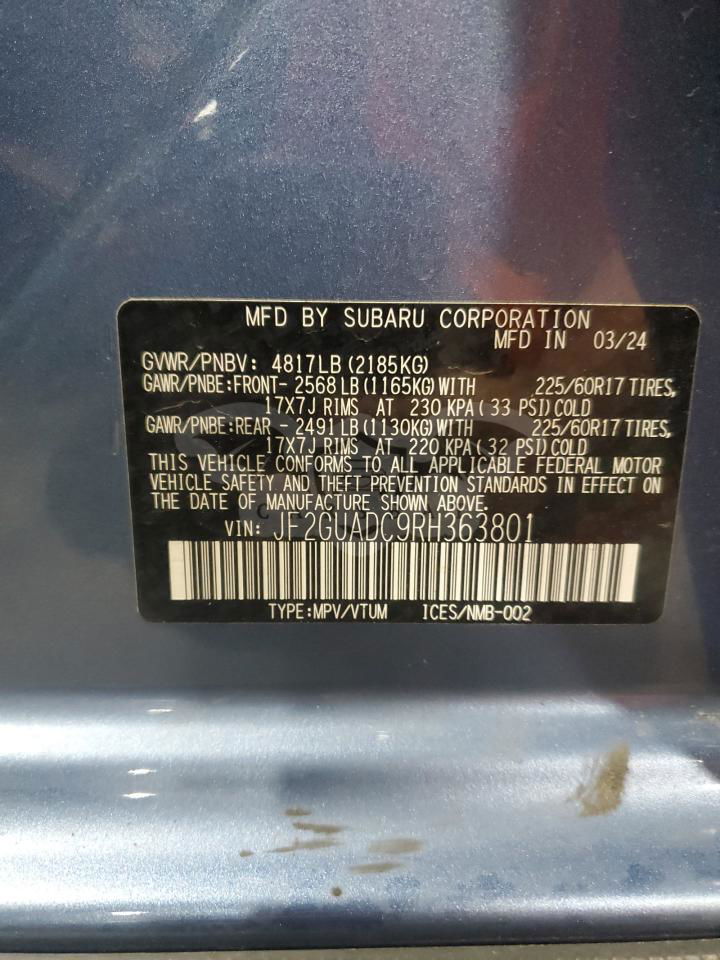 MFD BY SUBARU CORPORATION
MFD IN 03/24
GVWR/PNBV: 4817LB (2185KG)
GAWR/PNBE:FRONT- 2568 LB (1165KG) WITH 225/60R17 TIRES,
17X7J RIMS AT 230 KPA ( 33 PSI) COLD
GAWR/PNBE:REAR - 2491 LB (1130KG) WITH 225/60R17 TIRES,
17X7J RIMS AT 220 KPA ( 32 PSI) COLD
THIS VEHICLE CONFORMS TO ALL APPLICABLE FEDERAL MOTOR
VEHICLE SAFETY AND THEFT PREVENTION STANDARDS IN EFFECT ON
THE DATE OF MANUFACTURE SHOWN ABOVE.
VIN: JF2GUADC9RH363801
TYPE:MPV/VTUM ICES/NMB-002